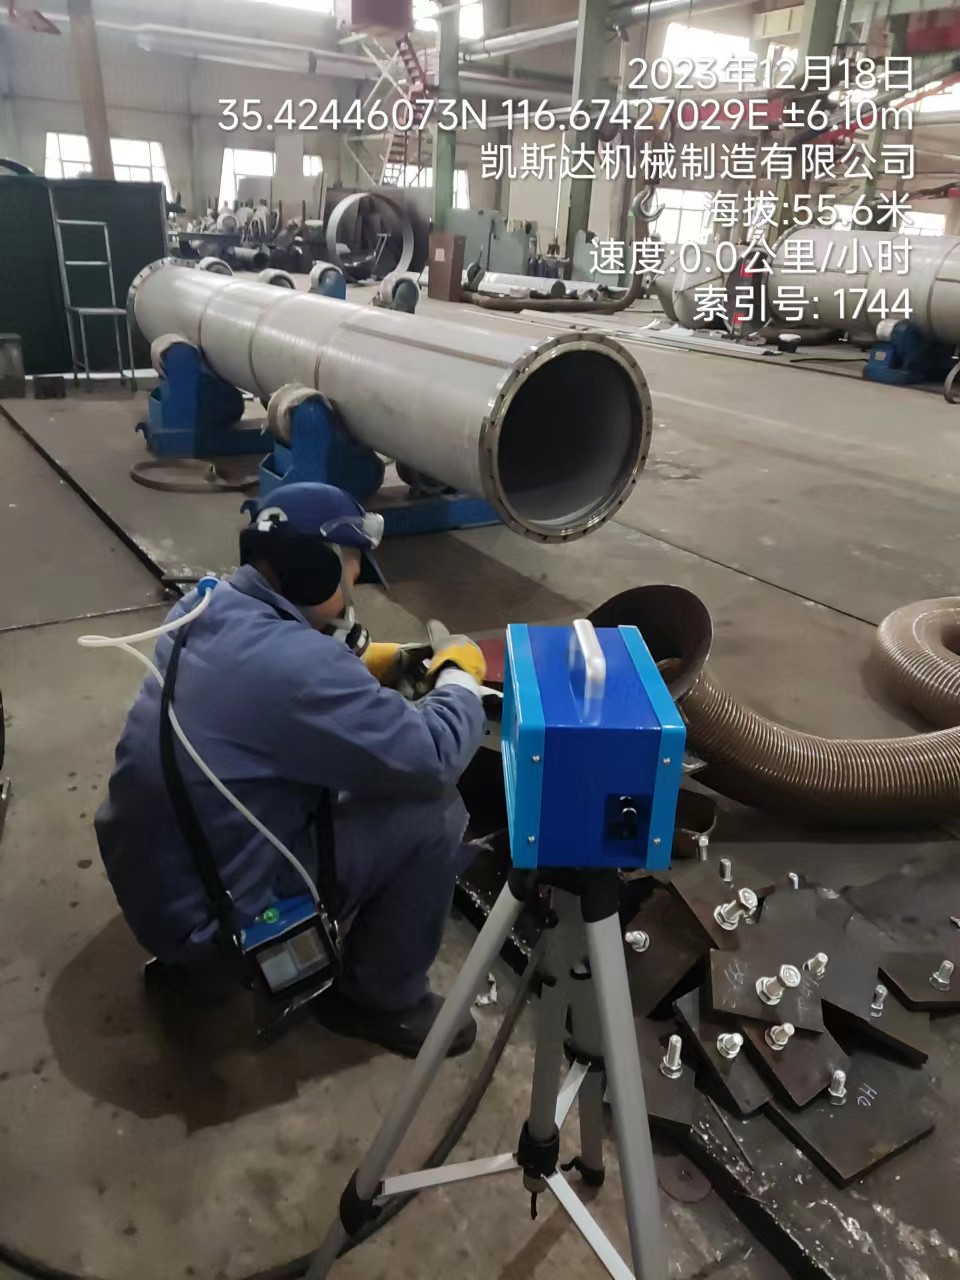 2023年12月18日
35.42446073N 116.67427029E ±6.10m
凯斯达机械制造有限公司
海拔:55.6米
速度:0.0公里/小时
索引号: 1744
HQ